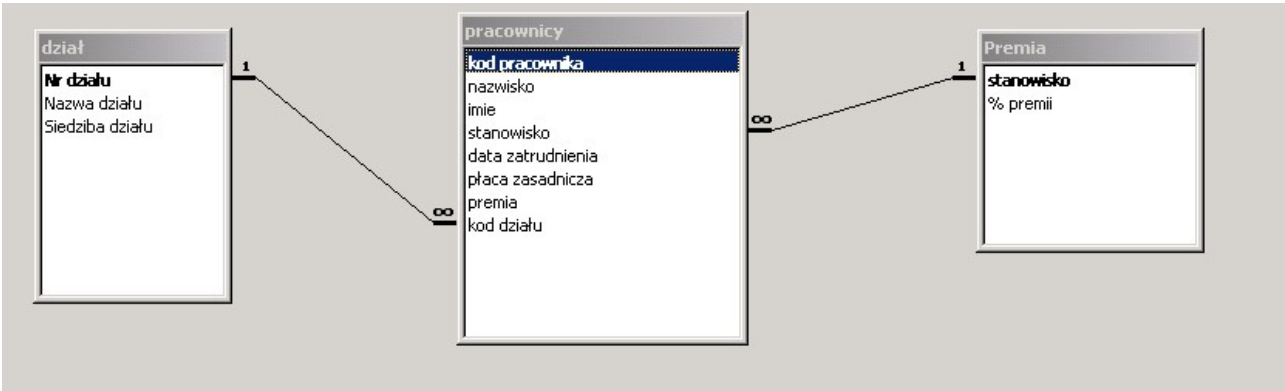 dział
Nr działu
Nazwa działu
Siedziba działu
1
∞
pracownicy
kod pracownika
nazwisko
imie
stanowisko
data zatrudnienia
płaca zasadnicza
premia
kod działu
∞
1
Premia
stanowisko
% premii